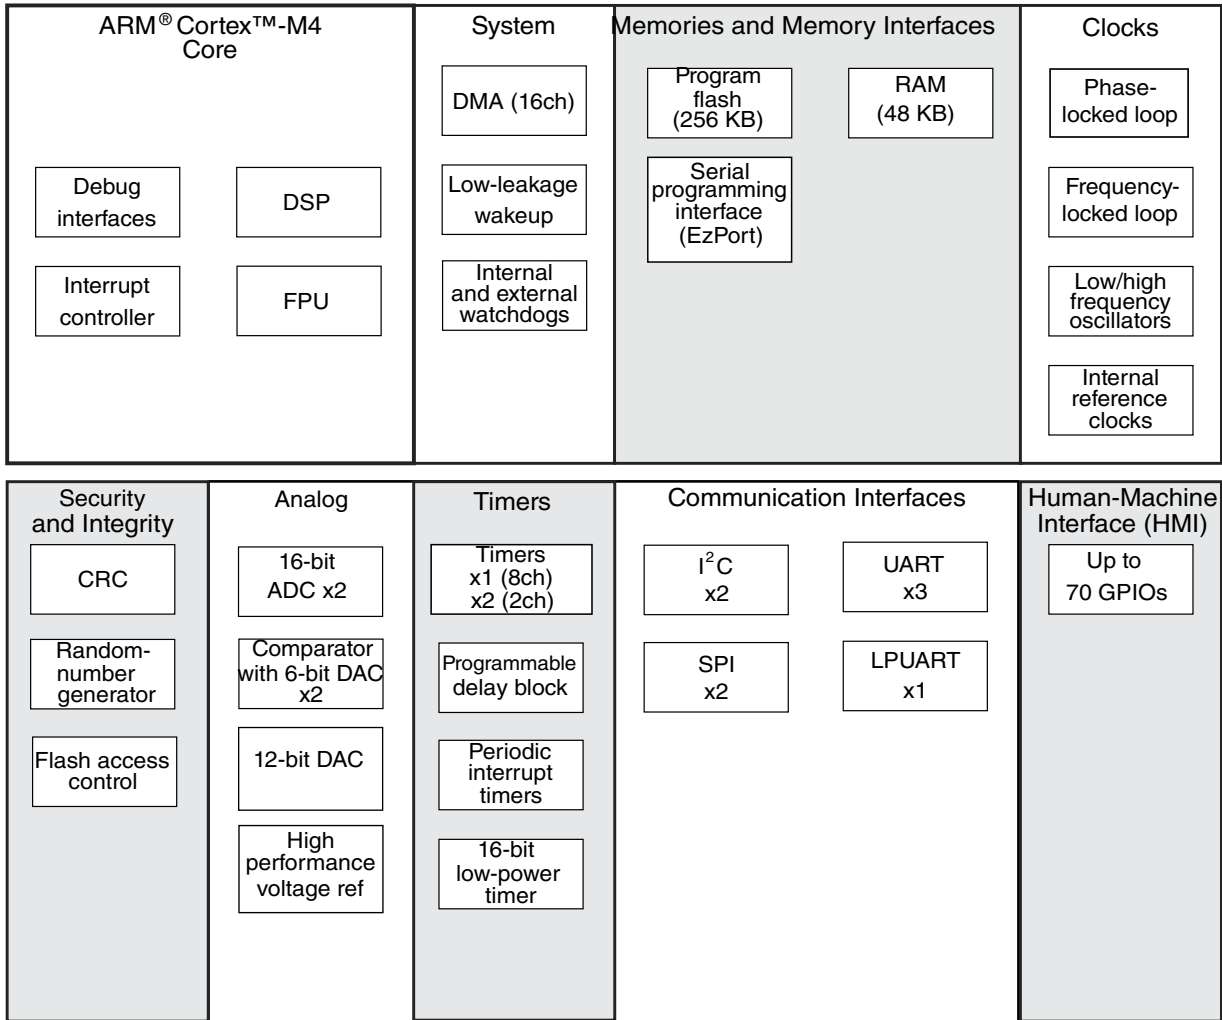 ARM® Cortex™-M4
Core
Debug
interfaces
DSP
Interrupt
controller
FPU
System
DMA (16ch)
Low-leakage
wakeup
Internal
and external
watchdogs
Memories and Memory Interfaces
Program
flash
(256 KB)
RAM
(48 KB)
Serial
programming
interface
(EzPort)
Clocks
Phase-
locked loop
Frequency-
locked loop
Low/high
frequency
oscillators
Internal
reference
clocks
Security
and Integrity
CRC
Random-
number
generator
Flash access
control
Analog
16-bit
ADC x2
Comparator
with 6-bit DAC
x2
12-bit DAC
High
performance
voltage ref
Timers
Timers
x1 (8ch)
x2 (2ch)
Programmable
delay block
Periodic
interrupt
timers
16-bit
low-power
timer
Communication Interfaces
I²C
x2
UART
x3
SPI
x2
LPUART
x1
Human-Machine
Interface (HMI)
Up to
70 GPIOs